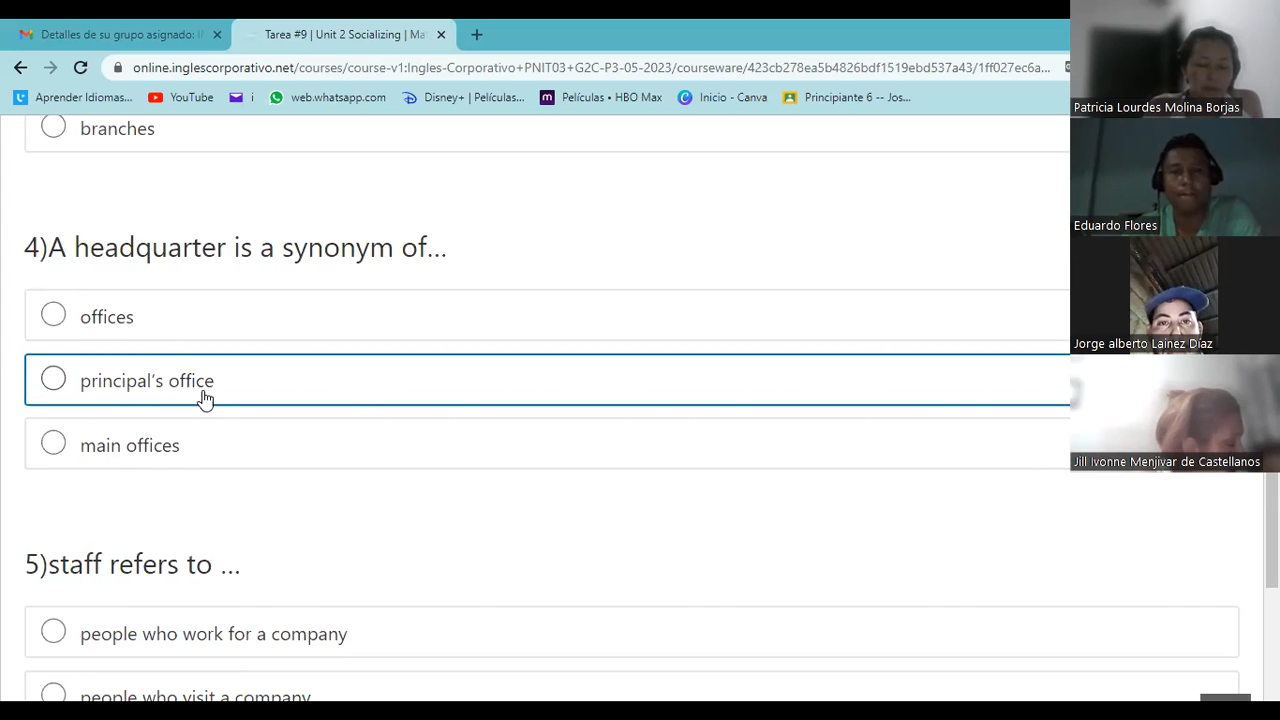 Detalles de su grupo asignado: II
Tarea #9 | Unit 2 Socializing | Ma
online.inglescorporativo.net/courses/course-v1:Ingles-Corporativo+PNIT03+G2C-P3-05-2023/courseware/423cb278ea5b4826bdf1519ebd537a43/1ff027ec6a...
Aprender Idiomas...
YouTube
i
web.whatsapp.com
Disney+ | Películas...
Películas • HBO Max
Inicio - Canva
Principiante 6 -- Jos...
branches
4)A headquarter is a synonym of...
offices
principal's office
main offices
5)staff refers to ...
people who work for a company
people who visit a company
Patricia Lourdes Molina Borjas
Eduardo Flores
Jorge alberto Laínez Díaz
Jill Ivonne Menjivar de Castellanos